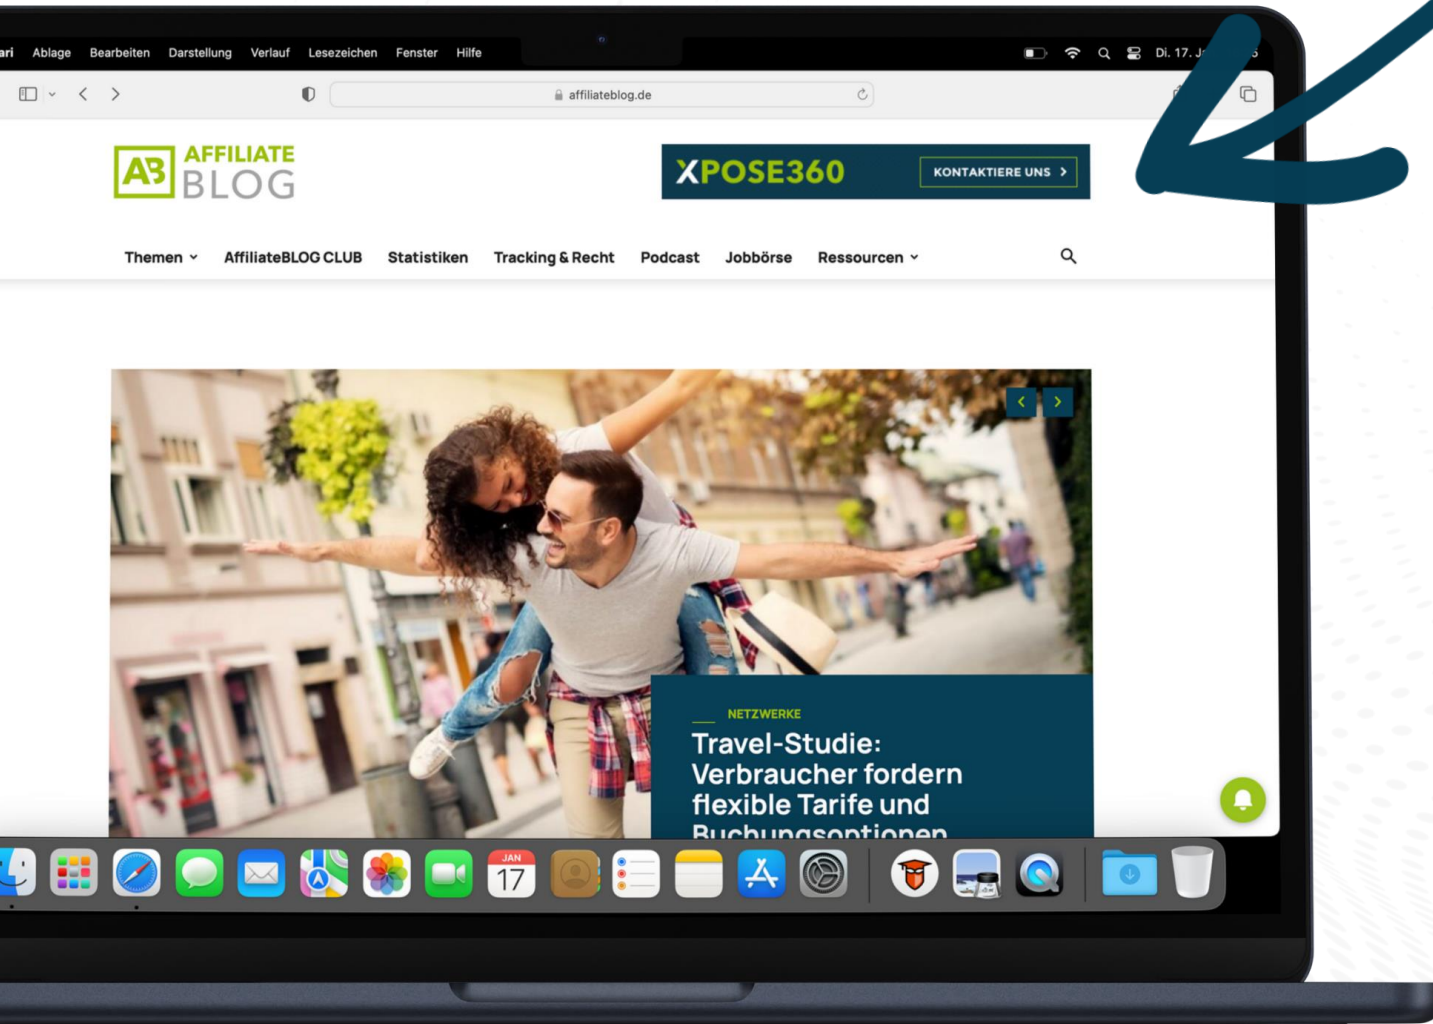 Ablage Bearbeiten Darstellung Verlauf Lesezeichen Fenster Hilfe
Di. 17.
affiliateblog.de
AB AFFILIATE
BLOG
XPOSE360
KONTAKTIERE UNS
Themen AffiliateBLOG CLUB Statistiken Tracking & Recht Podcast Jobbörse Ressourcen
NETZWERKE
Travel-Studie:
Verbraucher fordern
flexible Tarife und
Buchungsoptionen
JAN
17